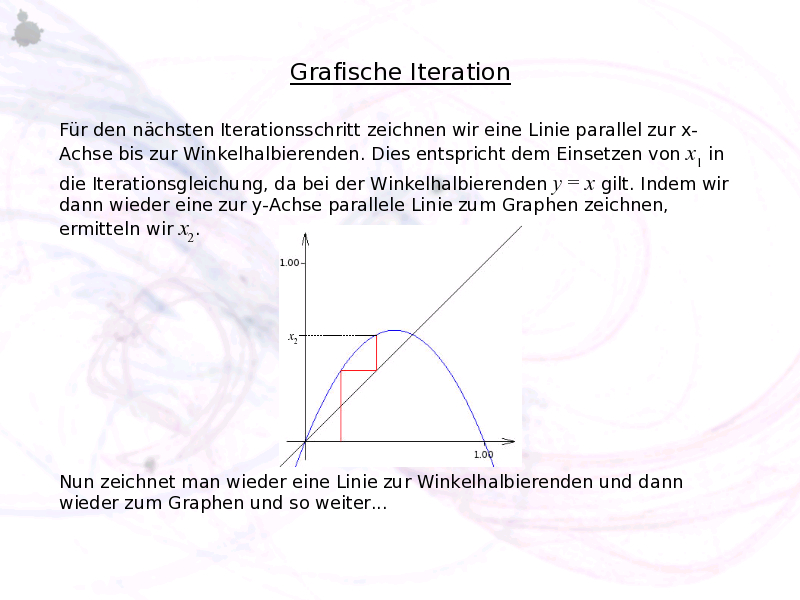 Grafische Iteration
Für den nächsten Iterationsschritt zeichnen wir eine Linie parallel zur x-
Achse bis zur Winkelhalbierenden. Dies entspricht dem Einsetzen von x₁ in
die Iterationsgleichung, da bei der Winkelhalbierenden y = x gilt. Indem wir
dann wieder eine zur y-Achse parallele Linie zum Graphen zeichnen,
ermitteln wir x₂.
1.00
x₂
1.00
Nun zeichnet man wieder eine Linie zur Winkelhalbierenden und dann
wieder zum Graphen und so weiter...